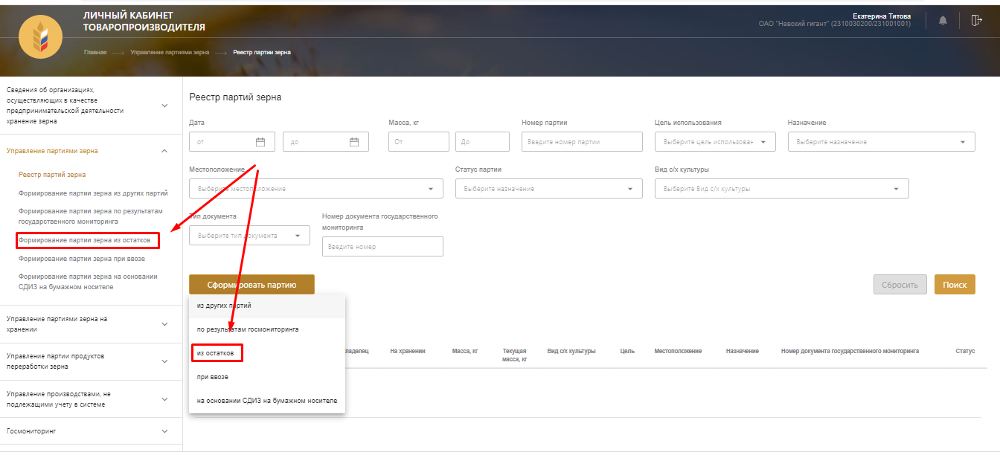 ЛИЧНЫЙ КАБИНЕТ
ТОВАРОПРОИЗВОДИТЕЛЯ
Екатерина Титова
ОАО "Невский гигант" (2310030200/231001001)
Главная
Управление партиями зерна
Реестр партии зерна
Сведения об организациях,
осуществляющих в качестве
предпринимательской деятельности
хранение зерна
Управление партиями зерна
Реестр партий зерна
Формирование партии зерна из других партий
Формирование партии зерна по результатам
государственного мониторинга
Формирование партии зерна из остатков
Формирование партии зерна при ввозе
Формирование партии зерна на основании
СДИЗ на бумажном носителе
Управление партиями зерна на
хранении
Управление партии продуктов
переработки зерна
Управление производствами, не
подлежащими учету в системе
Госмониторинг
Реестр партий зерна
Дата
Масса, кг
Номер партии
Цель использования
Назначение
от
до
От
До
Введите номер партии
Выберите цель использован
Выберите назначение
Местоположение
Статус партии
Вид с/х культуры
Выберите местоположение
Выберите назначение
Выберите Вид с/х культуры
Тип документа
Номер документа государственного
мониторинга
Выберите тип документа
Введите номер
Сформировать партию
Сбросить
Поиск
из других партий
по результатам госмониторинга
из остатков
при ввозе
на основании СДИЗ на бумажном носителе
ладелец
На хранении
Масса, кг
Текущая
масса, кг
Вид с/х культуры
Цель
Местоположение
Назначение
Номер документа государственного мониторинга
Статус